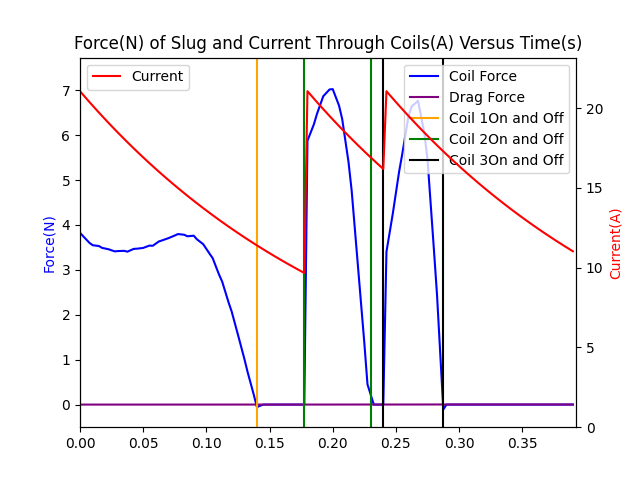 Force(N) of Slug and Current Through Coils(A) Versus Time(s)
Current
Coil Force
Drag Force
Coil 1On and Off
Coil 2On and Off
Coil 3On and Off
Force(N)
7
6
5
4
3
2
1
0
Current(A)
20
15
10
5
0
0.00
0.05
0.10
0.15
0.20
0.25
0.30
0.35